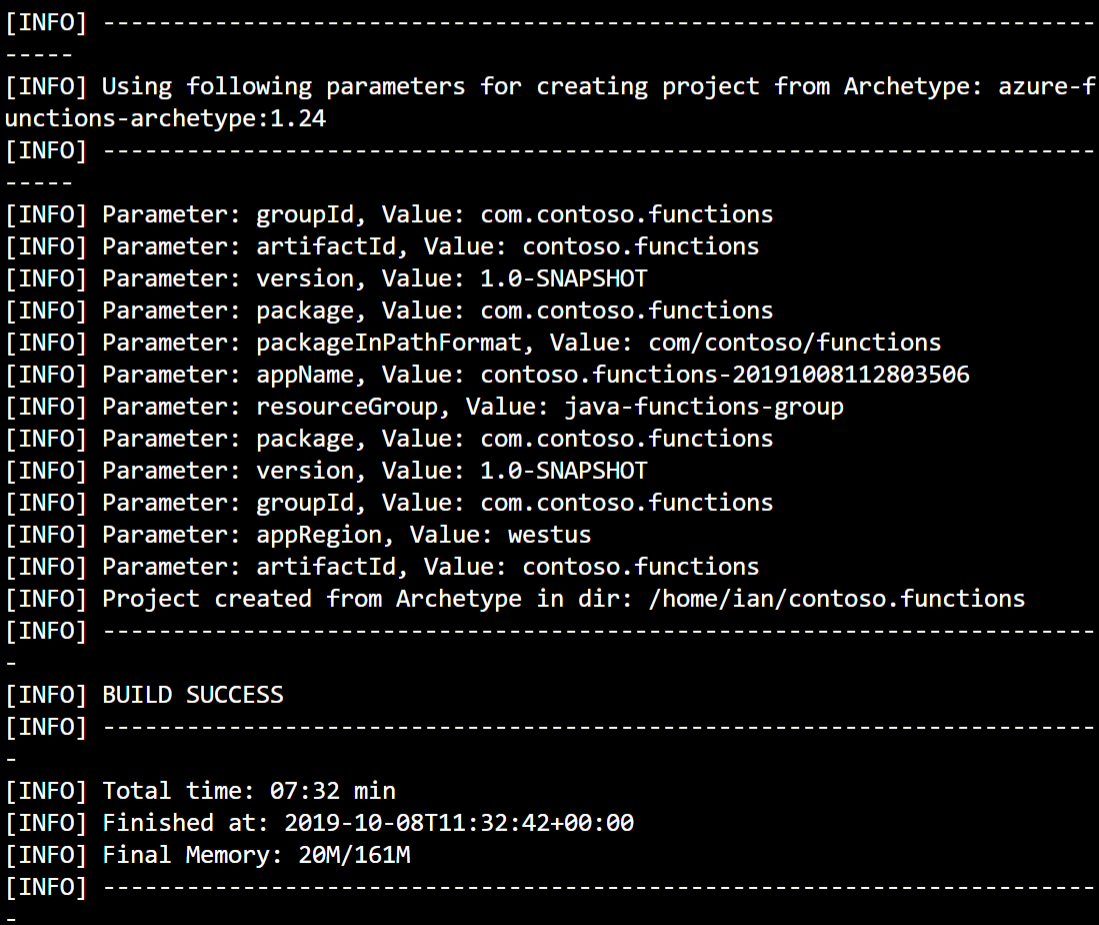 [INFO] -----------------------------------------------------------------------
-----
[INFO] Using following parameters for creating project from Archetype: azure-f
unctions-archetype:1.24
[INFO] -----------------------------------------------------------------------
-----
[INFO] Parameter: groupId, Value: com.contoso.functions
[INFO] Parameter: artifactId, Value: contoso.functions
[INFO] Parameter: version, Value: 1.0-SNAPSHOT
[INFO] Parameter: package, Value: com.contoso.functions
[INFO] Parameter: packageInPathFormat, Value: com/contoso/functions
[INFO] Parameter: appName, Value: contoso.functions-20191008112803506
[INFO] Parameter: resourceGroup, Value: java-functions-group
[INFO] Parameter: package, Value: com.contoso.functions
[INFO] Parameter: version, Value: 1.0-SNAPSHOT
[INFO] Parameter: groupId, Value: com.contoso.functions
[INFO] Parameter: appRegion, Value: westus
[INFO] Parameter: artifactId, Value: contoso.functions
[INFO] Project created from Archetype in dir: /home/ian/contoso.functions
[INFO] -----------------------------------------------------------------------
-
[INFO] BUILD SUCCESS
[INFO] -----------------------------------------------------------------------
-
[INFO] Total time: 07:32 min
[INFO] Finished at: 2019-10-08T11:32:42+00:00
[INFO] Final Memory: 20M/161M
[INFO] -----------------------------------------------------------------------
-